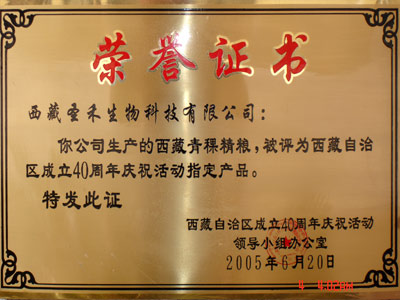 荣誉证书
西藏圣禾生物科技有限公司：
你公司生产的西藏青稞精粮，被评为西藏自治
区成立40周年庆祝活动指定产品。
特发此证
西藏自治区成立40周年庆祝活动
领导小组办公室
2005年6月20日